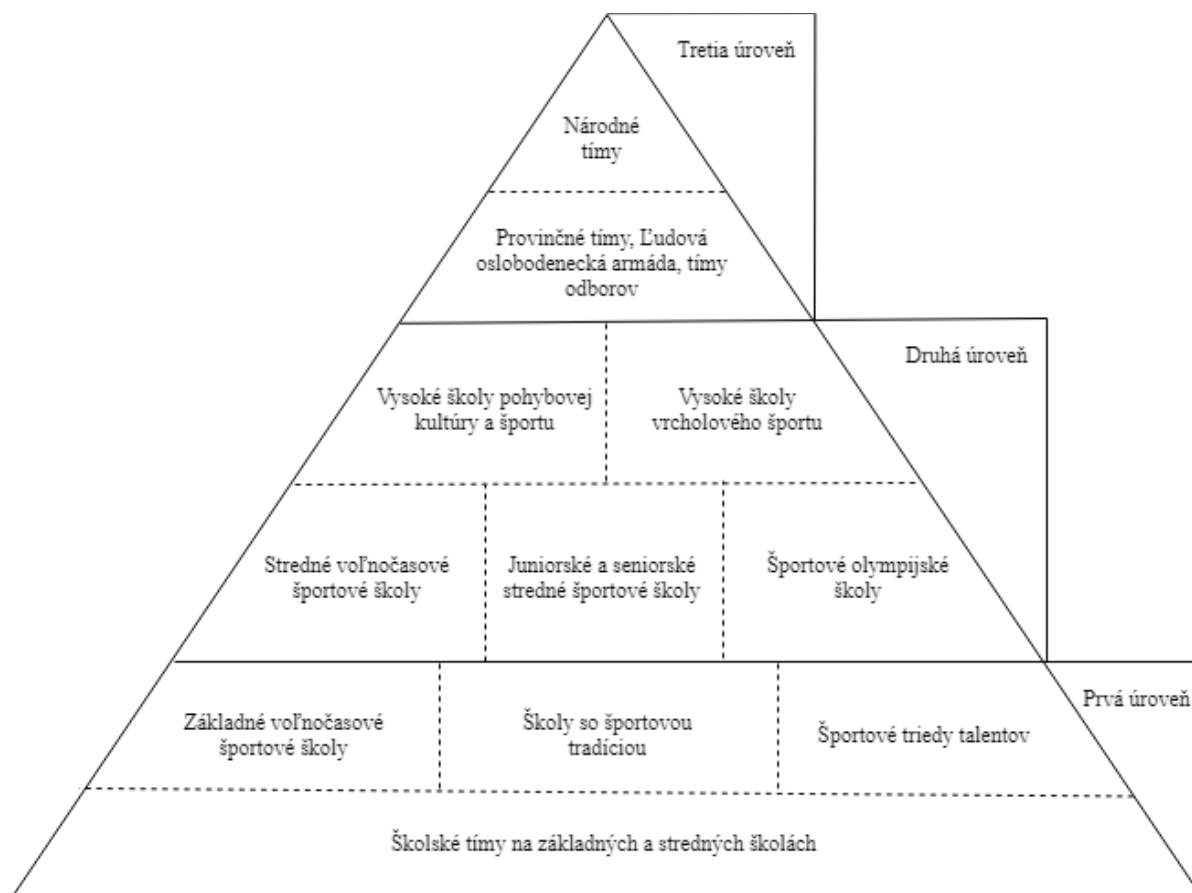 Tretia úroveň
Národné
tímy
Provinčné tímy, Ľudová
oslobodenecká armáda, tímy
odborov
Druhá úroveň
Vysoké školy pohybovej
kultúry a športu
Vysoké školy
vrcholového športu
Stredné voľnočasové
športové školy
Juniorské a seniorské
stredné športové školy
Športové olympijské
školy
Prvá úroveň
Základné voľnočasové
športové školy
Školy so športovou
tradíciou
Športové triedy talentov
Školské tímy na základných a stredných školách